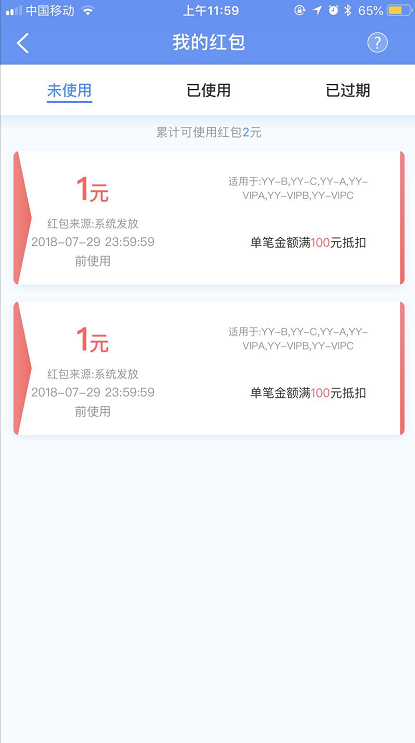 中国移动 上午11:59 65%
我的红包 ?
未使用 已使用 已过期
累计可使用红包2元
1元
红包来源:系统发放
2018-07-29 23:59:59
前使用
适用于:YY-B,YY-C,YY-A,YY-
VIPA,YY-VIPB,YY-VIPC
单笔金额满100元抵扣
1元
红包来源:系统发放
2018-07-29 23:59:59
前使用
适用于:YY-B,YY-C,YY-A,YY-
VIPA,YY-VIPB,YY-VIPC
单笔金额满100元抵扣